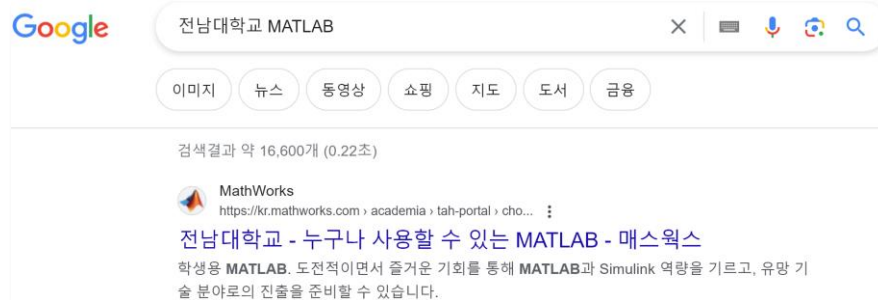 Google 전남대학교 MATLAB
이미지 뉴스 동영상 쇼핑 지도 도서 금융
검색결과 약 16,600개 (0.22초)
MathWorks
https://kr.mathworks.com › academia › tah-portal › cho...
전남대학교 - 누구나 사용할 수 있는 MATLAB - 매스웍스
학생용 MATLAB. 도전적이면서 즐거운 기회를 통해 MATLAB과 Simulink 역량을 기르고, 유망 기
술 분야로의 진출을 준비할 수 있습니다.